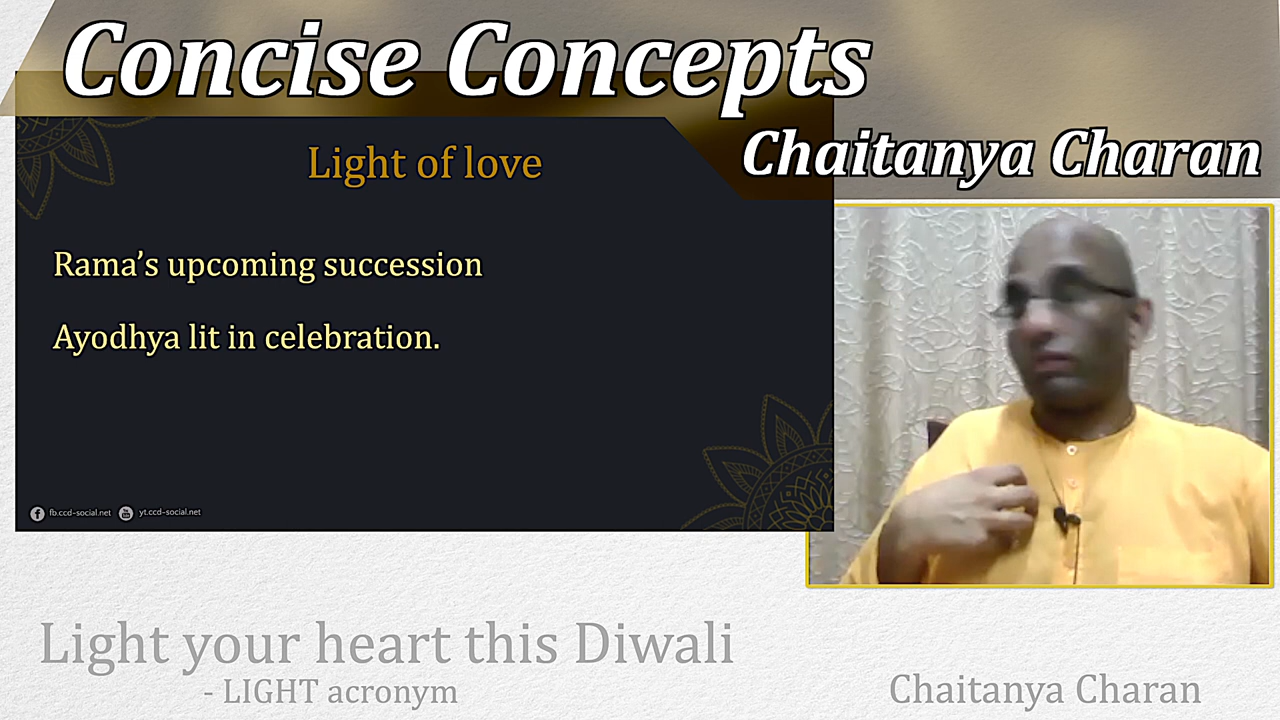 Concise Concepts
Chaitanya Charan
Light of love
Rama’s upcoming succession
Ayodhya lit in celebration.
fb.ccd-social.net yt.ccd-social.net
Light your heart this Diwali
- LIGHT acronym
Chaitanya Charan